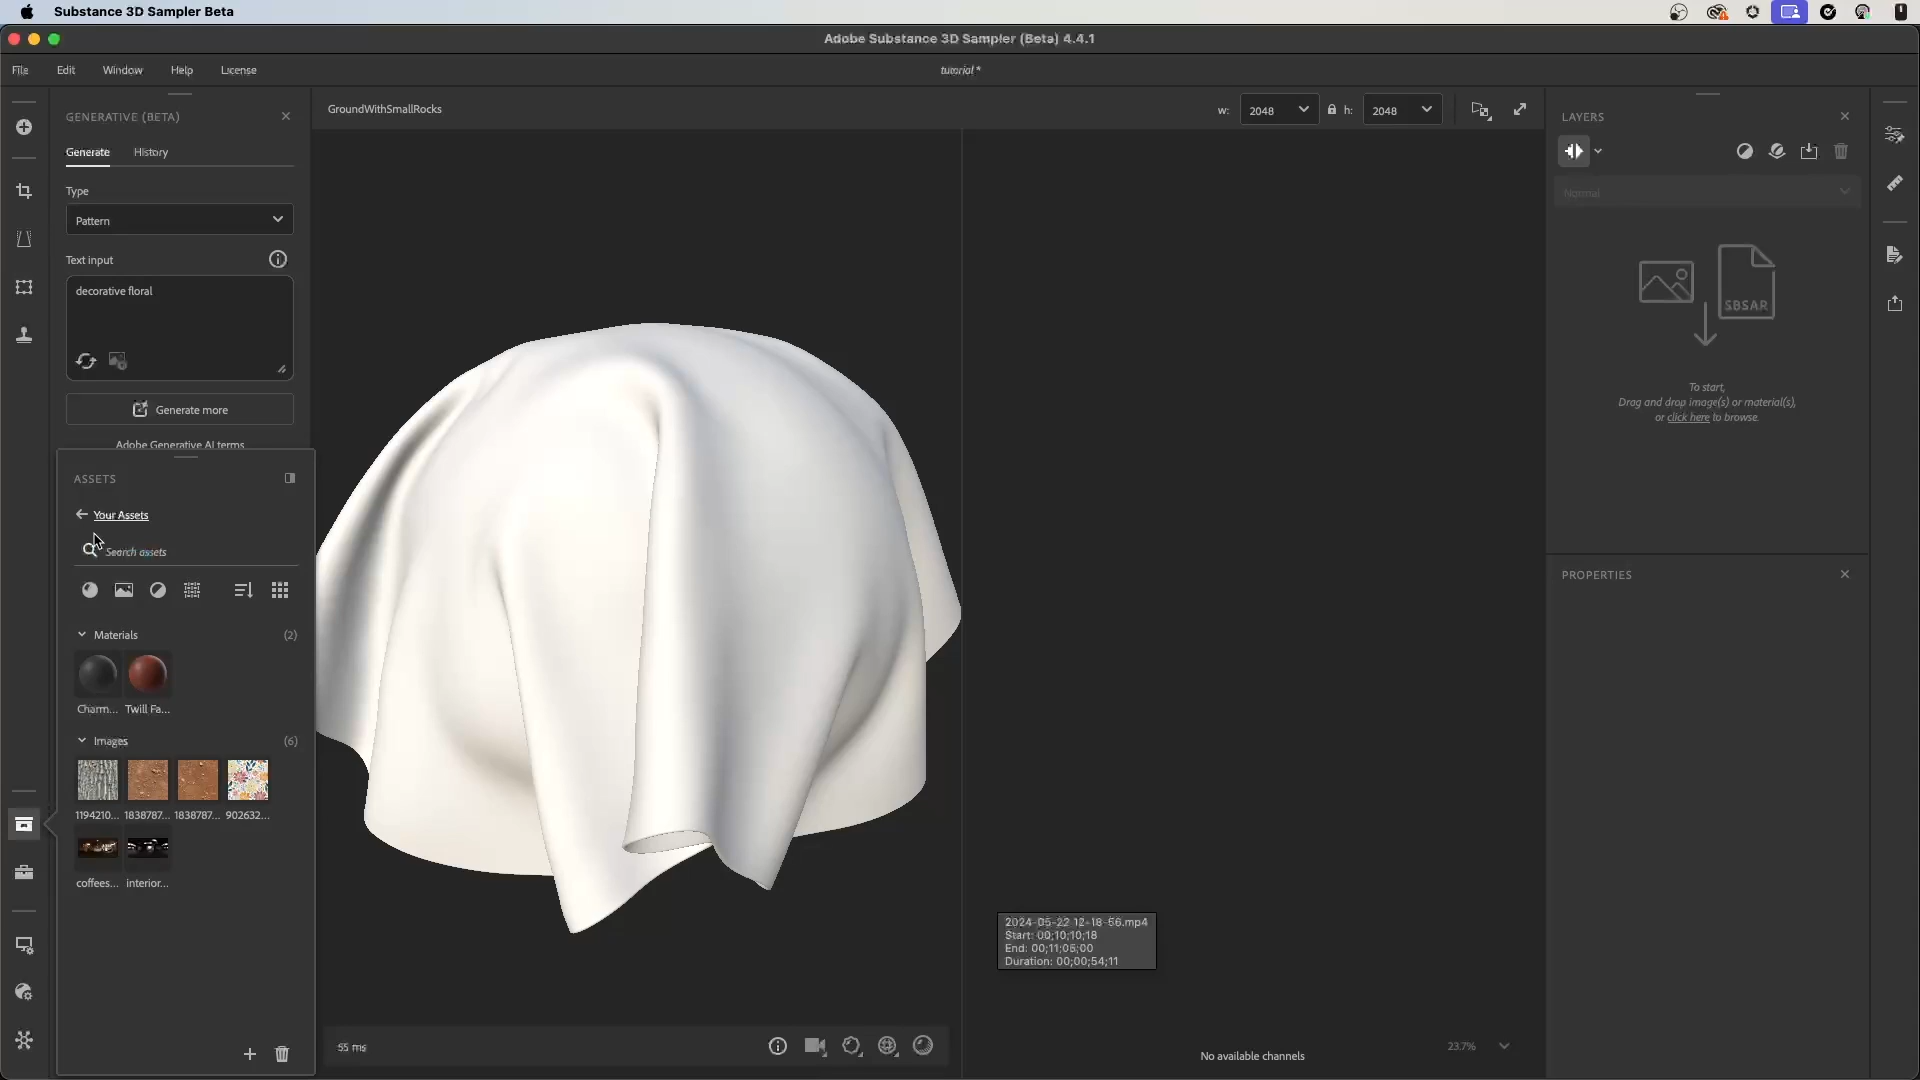 Substance 3D Sampler Beta
Adobe Substance 3D Sampler (Beta) 4.4.1
File Edit Window Help License
tutorial *
GENERATIVE (BETA)
Generate History
Type
Pattern
Text input
decorative floral
Generate more
Adobe Generative AI terms
ASSETS
Your Assets
Search assets
Materials (2)
Charm... Twill Fa...
Images (6)
1194210... 1838787... 1838787... 902632...
coffees... interior...
GroundWithSmallRocks
w: 2048 h: 2048
2024-05-22 12-18-56.mp4
Start: 00;10;10;18
End: 00;11;05;00
Duration: 00;00;54;11
55 ms
No available channels
23.7%
LAYERS
Normal
SBSAR
To start,
Drag and drop image(s) or material(s),
or click here to browse.
PROPERTIES